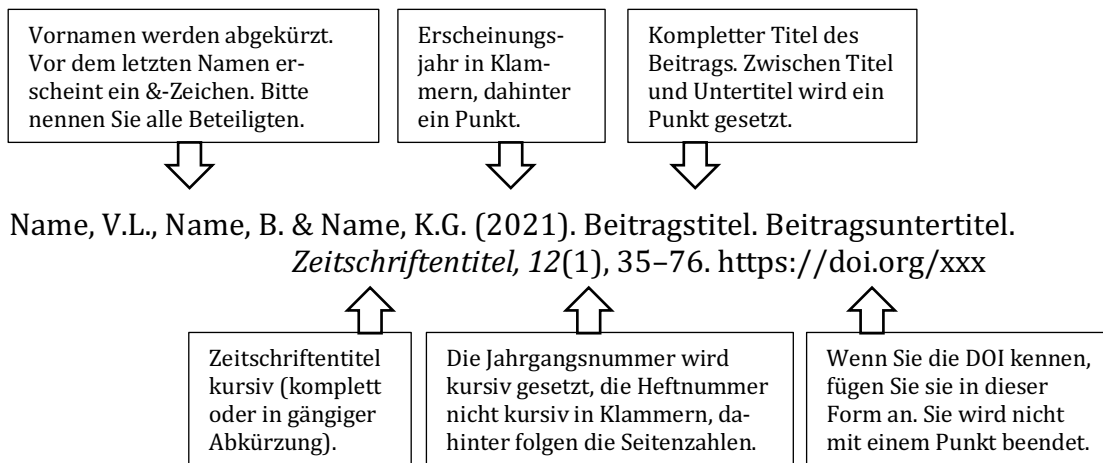 Vornamen werden abgekürzt.
Vor dem letzten Namen er-
scheint ein &-Zeichen. Bitte
nennen Sie alle Beteiligten.
Erscheinungs-
jahr in Klam-
mern, dahinter
ein Punkt.
Kompletter Titel des
Beitrags. Zwischen Titel
und Untertitel wird ein
Punkt gesetzt.
Name, V.L., Name, B. & Name, K.G. (2021). Beitragstitel. Beitragsuntertitel.
Zeitschriftentitel, 12(1), 35–76. https://doi.org/xxx
Zeitschriftentitel
kursiv (komplett
oder in gängiger
Abkürzung).
Die Jahrgangsnummer wird
kursiv gesetzt, die Heftnummer
nicht kursiv in Klammern, da-
hinter folgen die Seitenzahlen.
Wenn Sie die DOI kennen,
fügen Sie sie in dieser
Form an. Sie wird nicht
mit einem Punkt beendet.